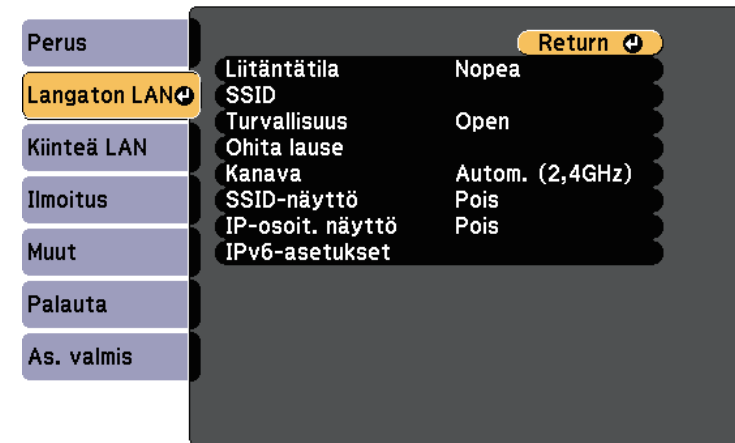 Perus
Langaton LAN
Kiinteä LAN
Ilmoitus
Muut
Palauta
As. valmis
Return
Liitäntätila Nopea
SSID
Turvallisuus Open
Ohita lause
Kanava Autom. (2,4GHz)
SSID-näyttö Pois
IP-osoit. näyttö Pois
IPv6-asetukset